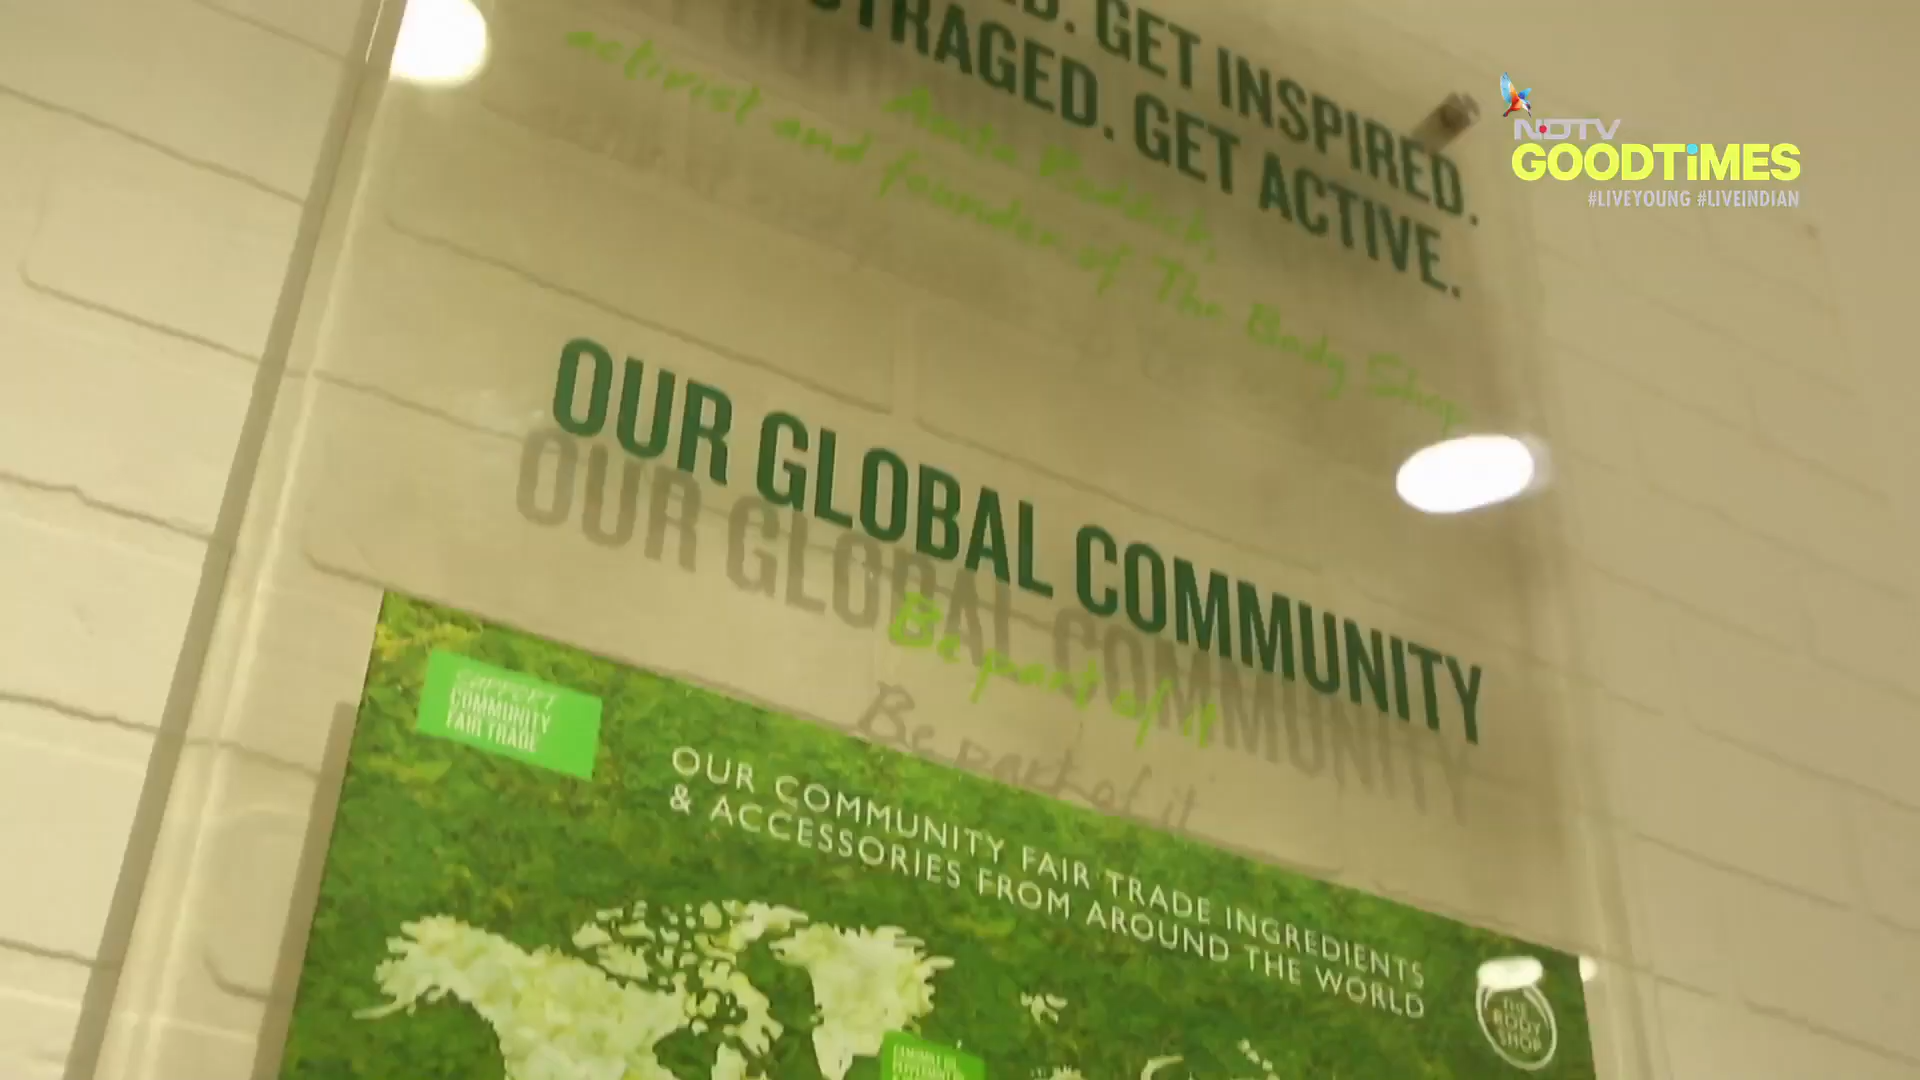 GET INSPIRED.
GET ACTIVE.
Anita Roddick,
activist and founder of The Body Shop
OUR GLOBAL COMMUNITY
Be part of it
COMMUNITY
FAIR TRADE
OUR COMMUNITY FAIR TRADE INGREDIENTS
& ACCESSORIES FROM AROUND THE WORLD
THE
BODY
SHOP
NDTV
GOODTiMES
#LIVEYOUNG #LIVEINDIAN